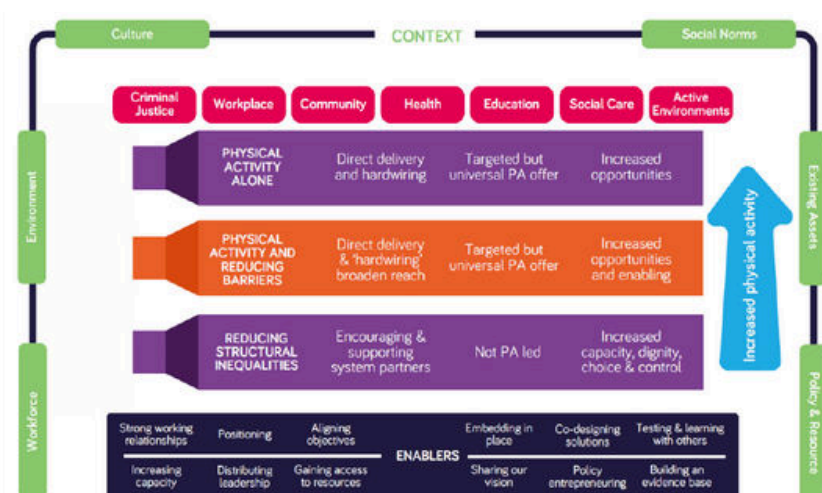 Culture
CONTEXT
Social Norms
Criminal
Justice
Workplace
Community
Health
Education
Social Care
Active
Environments
Environment
Workforce
PHYSICAL
ACTIVITY
ALONE
Direct delivery
and hardwiring
Targeted but
universal PA offer
Increased
opportunities
PHYSICAL
ACTIVITY AND
REDUCING
BARRIERS
Direct delivery
& 'hardwiring'
broaden reach
Targeted but
universal PA offer
Increased
opportunities
and enabling
REDUCING
STRUCTURAL
INEQUALITIES
Encouraging &
supporting
system partners
Not PA led
Increased
capacity, dignity,
choice & control
Increased physical activity
Existing Assets
Policy & Resource
Strong working
relationships
Positioning
Aligning
objectives
ENABLERS
Embedding in
place
Co-designing
solutions
Testing & learning
with others
Increasing
capacity
Distributing
leadership
Gaining access
to resources
Sharing our
vision
Policy
entrepreneuring
Building an
evidence base